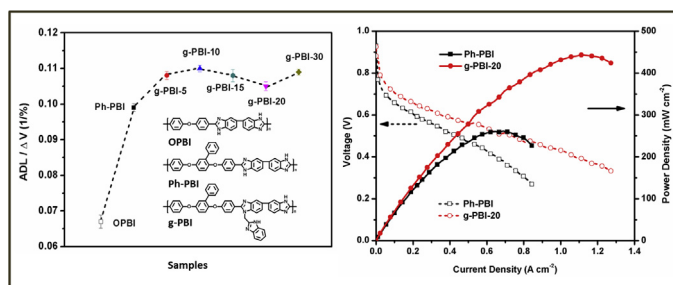 ADL / Δ V (1/%)
0.12
0.11
0.10
0.09
0.08
0.07
0.06
OPBI
Ph-PBI
g-PBI-5
g-PBI-10
g-PBI-15
g-PBI-20
g-PBI-30
OPBI
Ph-PBI
g-PBI
Samples
Voltage (V)
1.0
0.8
0.6
0.4
0.2
0.0
Ph-PBI
g-PBI-20
Ph-PBI
g-PBI-20
0.0 0.2 0.4 0.6 0.8 1.0 1.2 1.4
Current Density (A cm⁻²)
500
400
300
200
100
0
Power Density (mW cm⁻²)